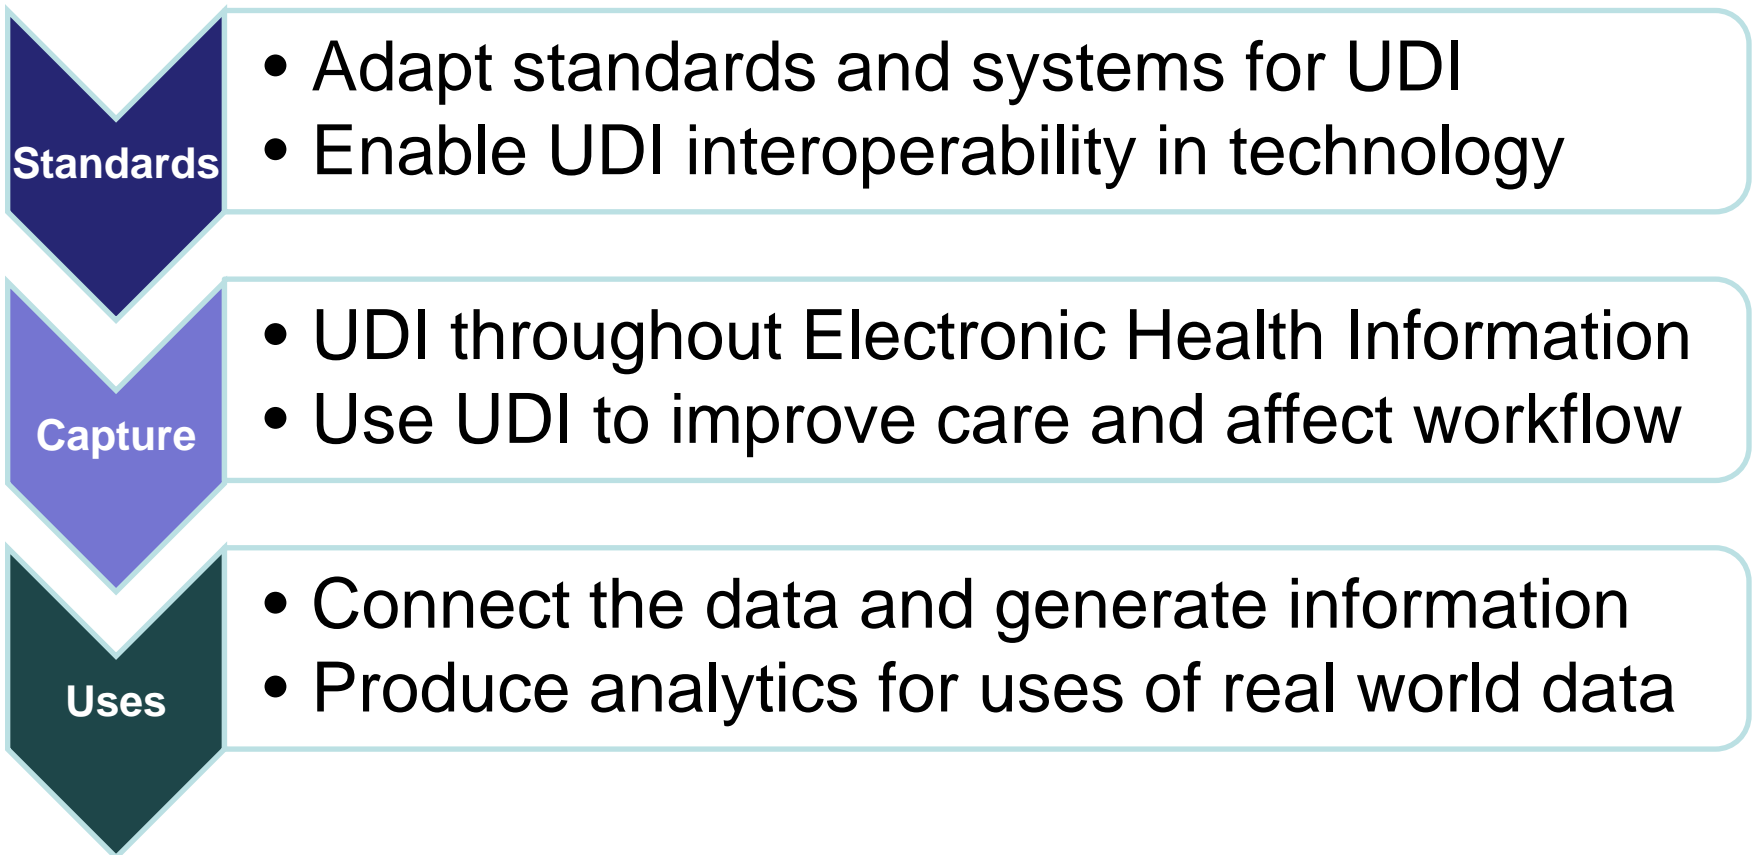 Standards
• Adapt standards and systems for UDI
• Enable UDI interoperability in technology
Capture
• UDI throughout Electronic Health Information
• Use UDI to improve care and affect workflow
Uses
• Connect the data and generate information
• Produce analytics for uses of real world data